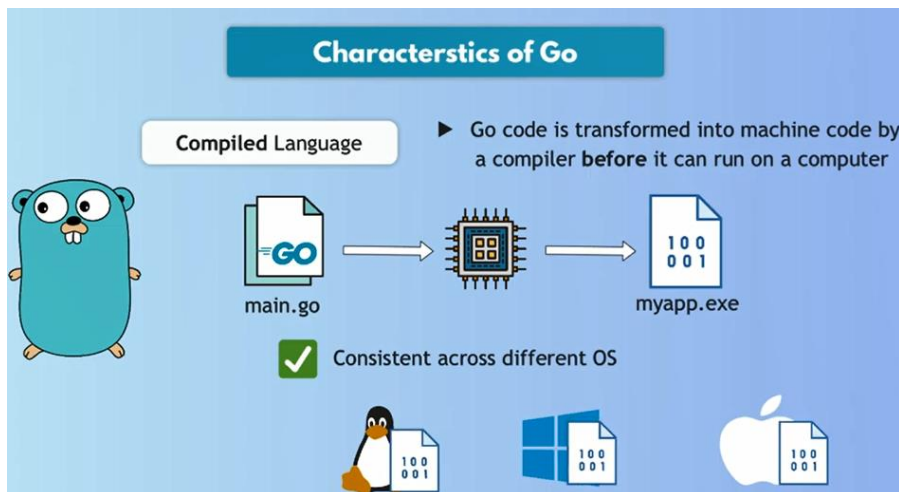 Characterstics of Go
Compiled Language
▶ Go code is transformed into machine code by
a compiler before it can run on a computer
GO
100
001
main.go
myapp.exe
Consistent across different OS
100
001
100
001
100
001